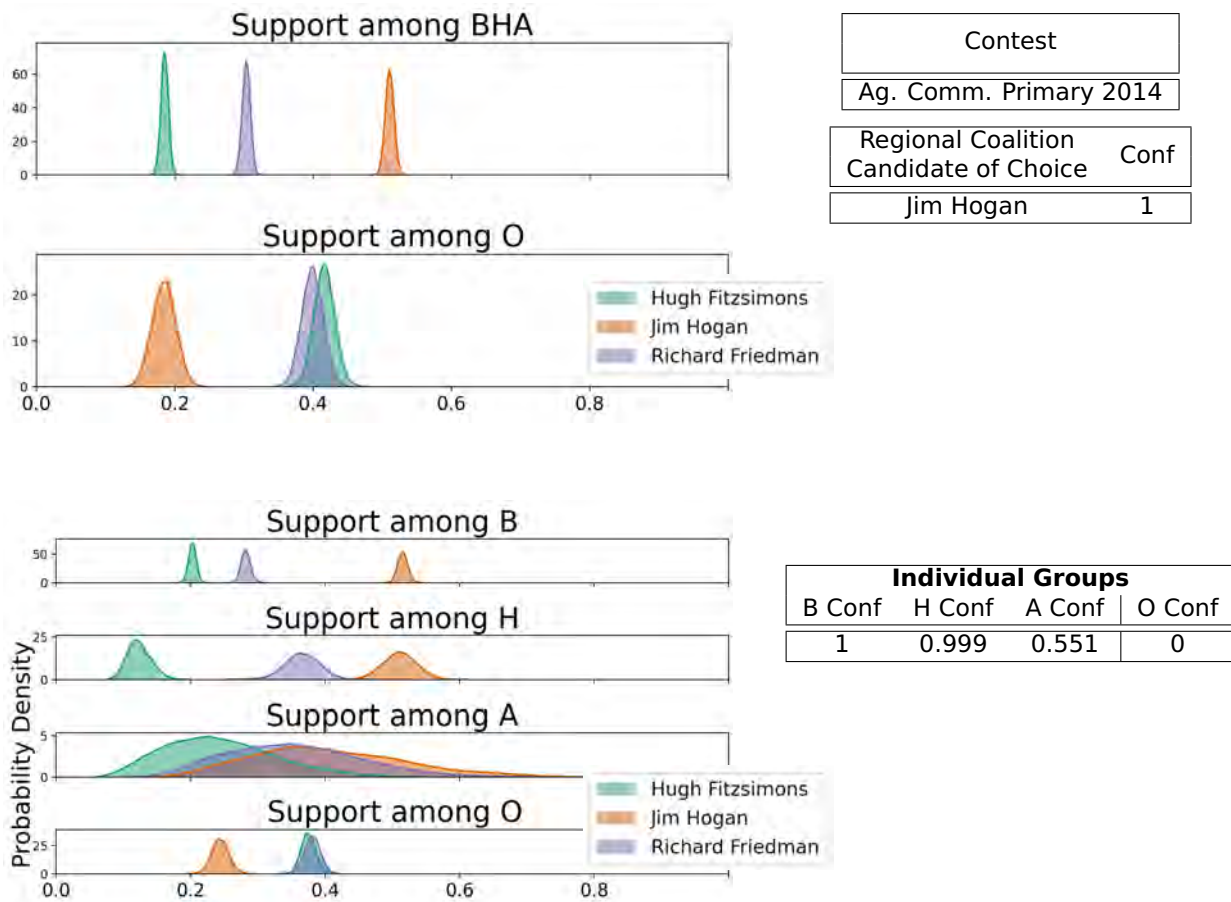 Support among BHA
60
40
20
0
Support among O
20
10
0
Hugh Fitzsimons
Jim Hogan
Richard Friedman
0.0 0.2 0.4 0.6 0.8
Contest
Ag. Comm. Primary 2014
Regional Coalition
Candidate of Choice
Conf
Jim Hogan 1
Probability Density
Support among B
50
0
Support among H
25
0
Support among A
5
0
Support among O
25
0
Hugh Fitzsimons
Jim Hogan
Richard Friedman
0.0 0.2 0.4 0.6 0.8
Individual Groups
B Conf H Conf A Conf O Conf
1 0.999 0.551 0